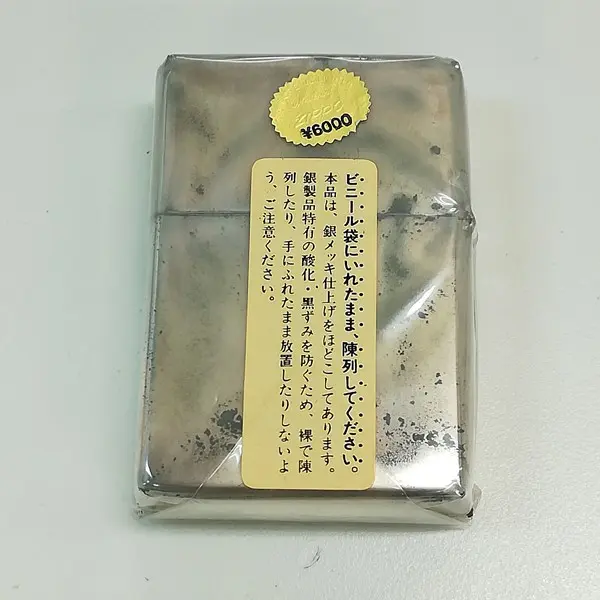 ¥6000
ビニール袋にいれたまま、陳列してください。
本品は、銀メッキ仕上げをほどこしてあります。
銀製品特有の酸化・黒ずみを防ぐため、裸で陳
列したり、手にふれたまま放置したりしないよ
う、ご注意ください。